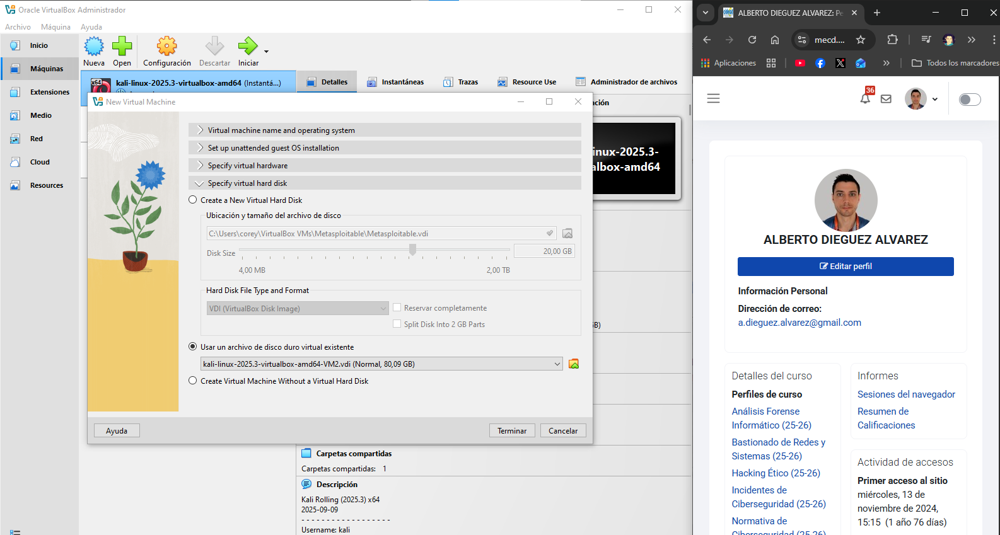 Oracle VirtualBox Administrador
Archivo Máquina Ayuda
Inicio
Máquinas
Extensiones
Medio
Red
Cloud
Resources
Nueva Open Configuración Descartar Iniciar
x64 kali-linux-2025.3-virtualbox-amd64 (Instantá...)
Detalles Instantáneas Trazas Resource Use Administrador de archivos
ación
inux-2025.3-
albox-amd64
GB)
New Virtual Machine
Virtual machine name and operating system
Set up unattended guest OS installation
Specify virtual hardware
Specify virtual hard disk
Create a New Virtual Hard Disk
Ubicación y tamaño del archivo de disco
C:\Users\corey\VirtualBox VMs\Metasploitable\Metasploitable.vdi
Disk Size 20,00 GB
4,00 MB 2,00 TB
Hard Disk File Type and Format
VDI (VirtualBox Disk Image) Reservar completamente
Split Disk Into 2 GB Parts
Usar un archivo de disco duro virtual existente
kali-linux-2025.3-virtualbox-amd64-VM2.vdi (Normal, 80,09 GB)
Create Virtual Machine Without a Virtual Hard Disk
Ayuda Terminar Cancelar
Carpetas compartidas
Carpetas compartidas: 1
Descripción
Kali Rolling (2025.3) x64
2025-09-09
- - - - - - - - - - - - - - - - - - -
Username: kali
ALBERTO DIEGUEZ ALVAREZ: Pe
mecd....
Aplicaciones Todos los marcadores
36
ALBERTO DIEGUEZ ALVAREZ
Editar perfil
Información Personal
Dirección de correo:
a.dieguez.alvarez@gmail.com
Detalles del curso
Perfiles de curso
Análisis Forense
Informático (25-26)
Bastionado de Redes y
Sistemas (25-26)
Hacking Ético (25-26)
Incidentes de
Ciberseguridad (25-26)
Normativa de
Ciberseguridad (25-26)
Informes
Sesiones del navegador
Resumen de
Calificaciones
Actividad de accesos
Primer acceso al sitio
miércoles, 13 de
noviembre de 2024,
15:15 (1 año 76 días)